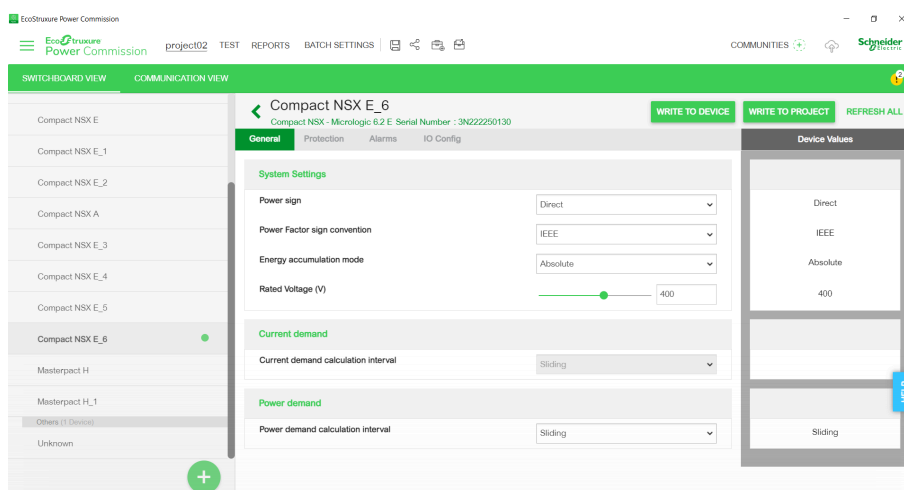 EcoStruxure Power Commission
EcoStruxure
Power Commission
project02 TEST REPORTS BATCH SETTINGS
COMMUNITIES
Schneider
Electric
SWITCHBOARD VIEW COMMUNICATION VIEW
2
Compact NSX E
Compact NSX E_1
Compact NSX E_2
Compact NSX A
Compact NSX E_3
Compact NSX E_4
Compact NSX E_5
Compact NSX E_6
Masterpact H
Masterpact H_1
Others (1 Device)
Unknown
+
Compact NSX E_6
Compact NSX - Micrologic 6.2 E Serial Number : 3N222250130
WRITE TO DEVICE WRITE TO PROJECT REFRESH ALL
General Protection Alarms IO Config
Device Values
System Settings
Power sign Direct Direct
Power Factor sign convention IEEE IEEE
Energy accumulation mode Absolute Absolute
Rated Voltage (V) 400 400
Current demand
Current demand calculation interval Sliding
Power demand
Power demand calculation interval Sliding Sliding